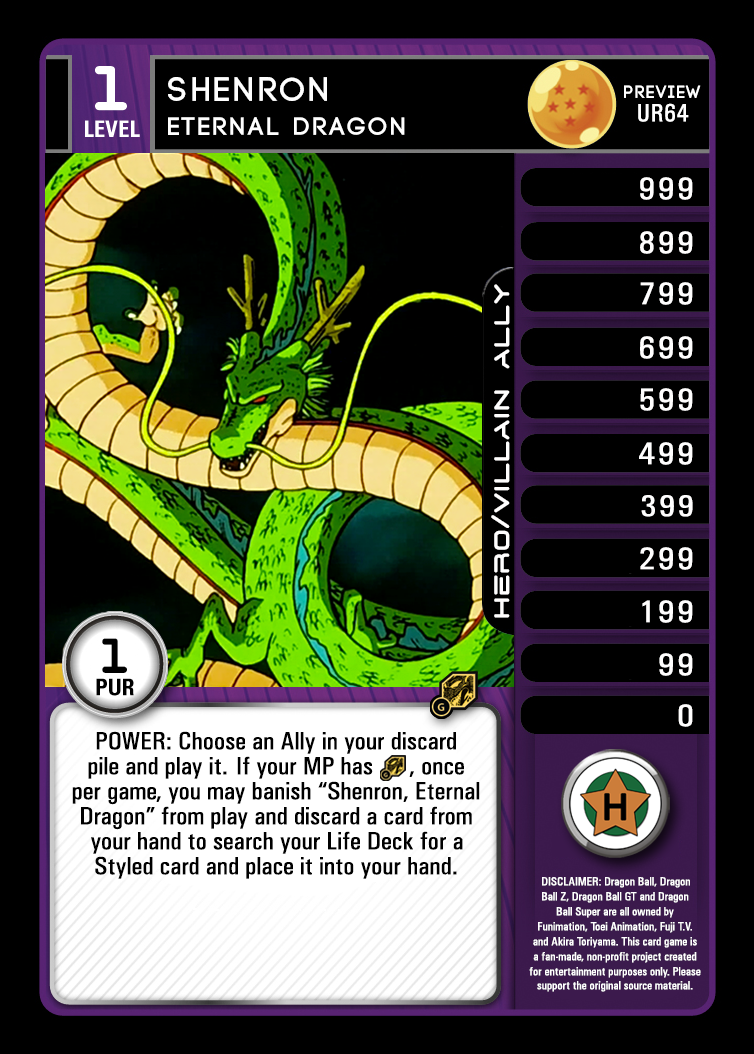 1
LEVEL
SHENRON
ETERNAL DRAGON
PREVIEW
UR64
999
899
799
699
599
499
399
299
199
99
0
HERO/VILLAIN ALLY
1
PUR
G
POWER: Choose an Ally in your discard
pile and play it. If your MP has G, once
per game, you may banish “Shenron, Eternal
Dragon” from play and discard a card from
your hand to search your Life Deck for a
Styled card and place it into your hand.
H
DISCLAIMER: Dragon Ball, Dragon
Ball Z, Dragon Ball GT and Dragon
Ball Super are all owned by
Funimation, Toei Animation, Fuji T.V.
and Akira Toriyama. This card game is
a fan-made, non-profit project created
for entertainment purposes only. Please
support the original source material.